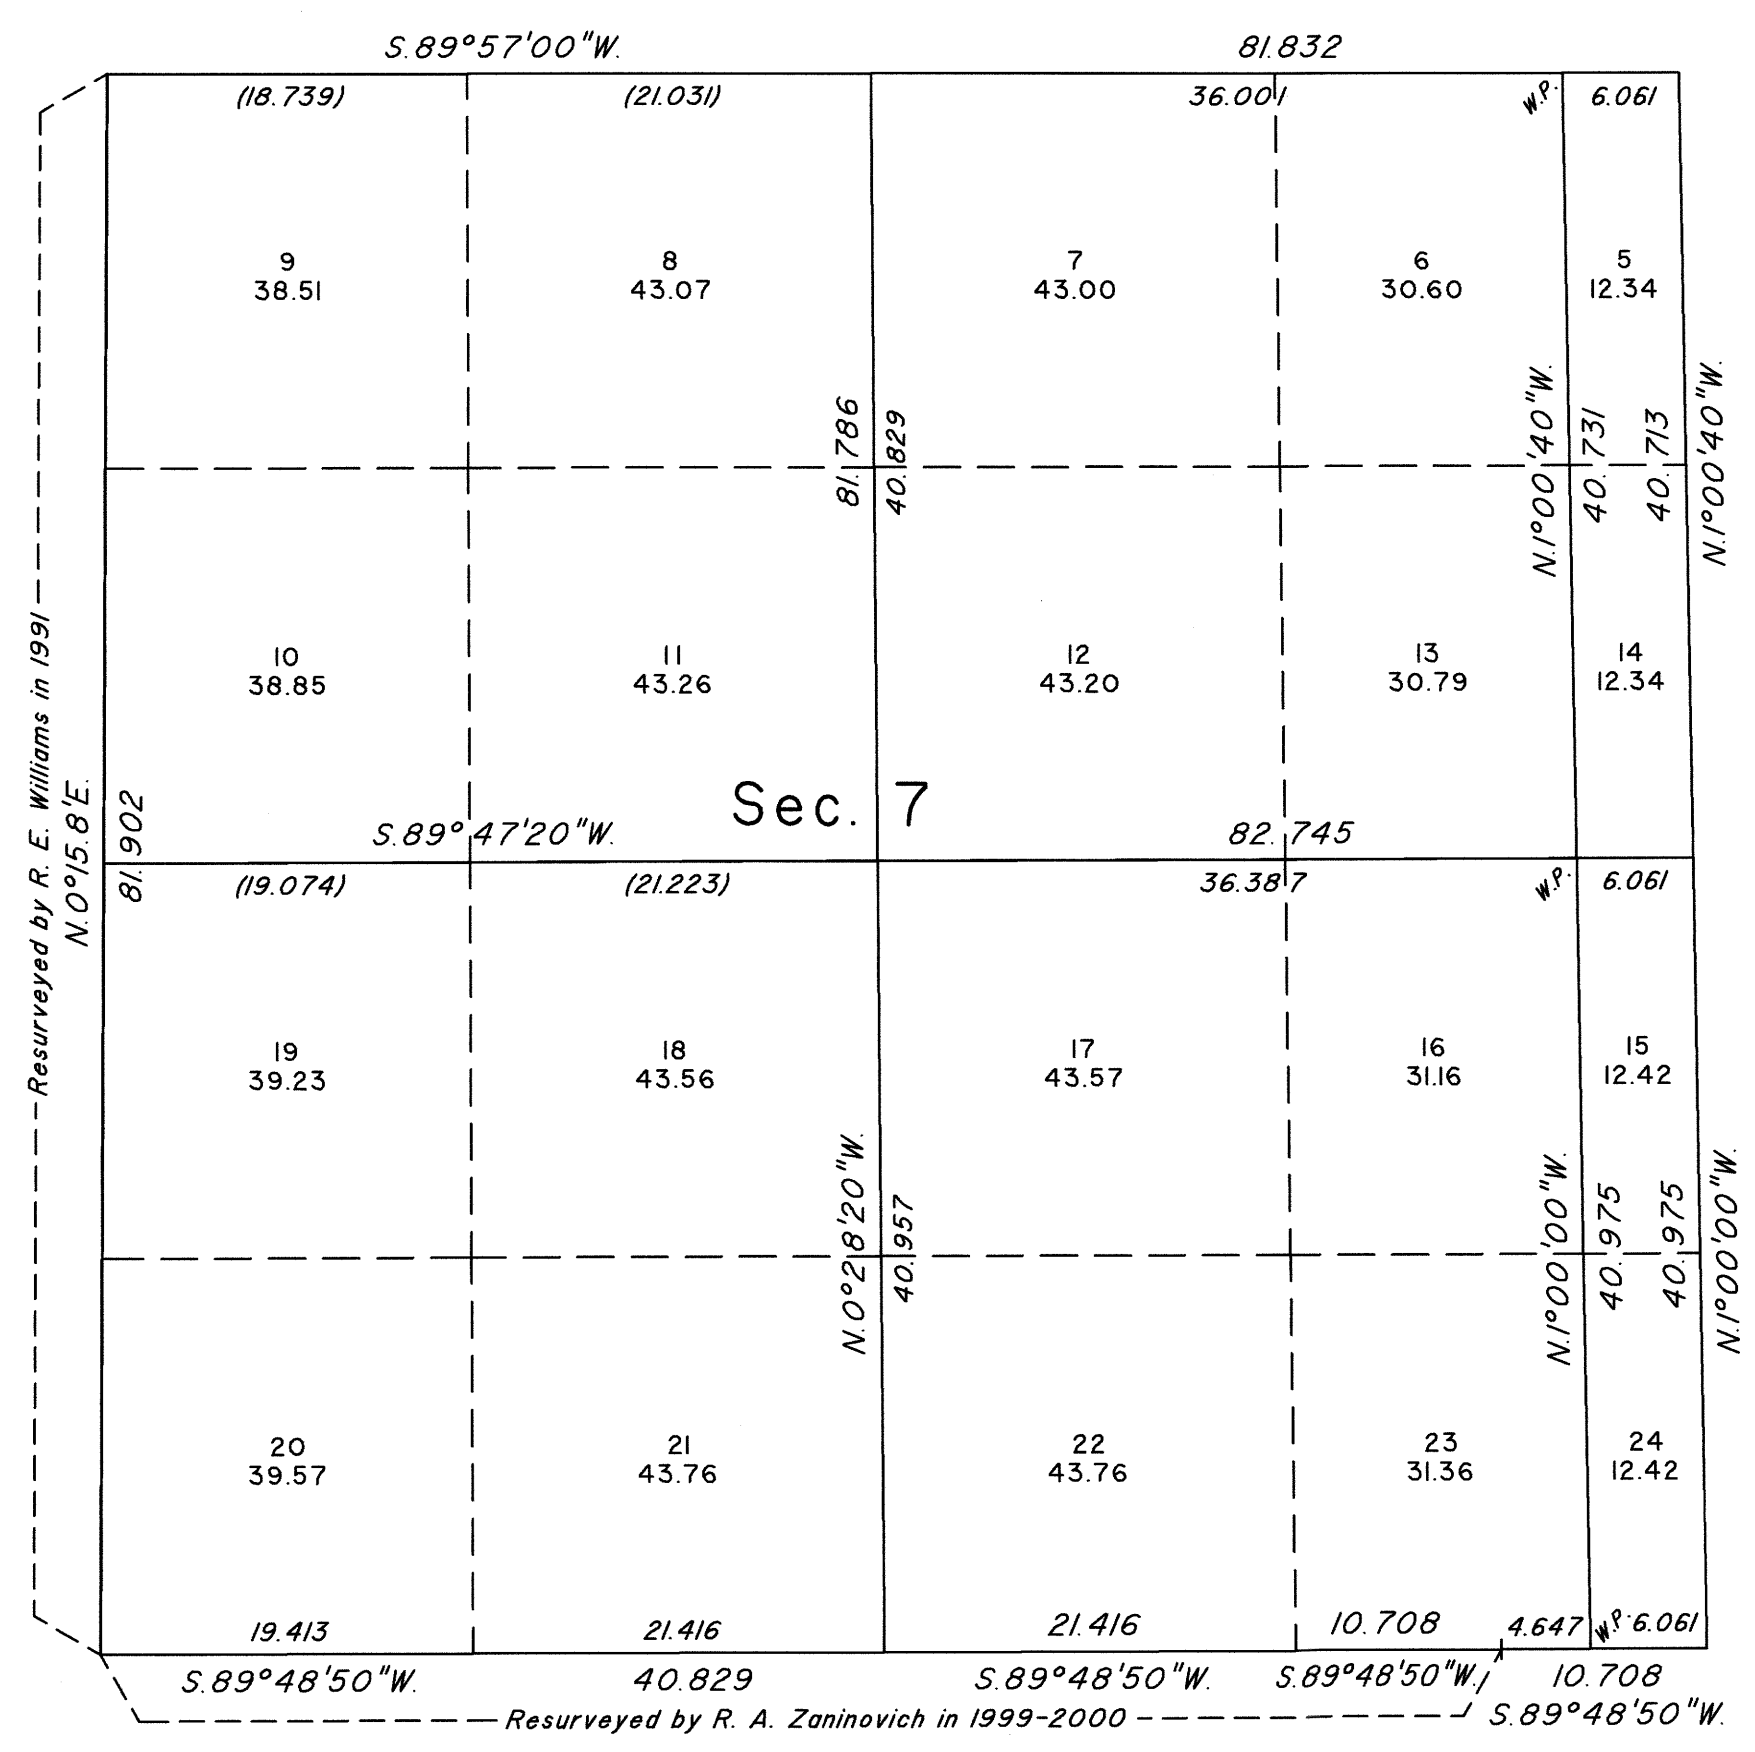 S.89°57'00"W. 81.832
(18.739) (21.031) 36.001 W.P. 6.061
9 8 7 6 5
38.51 43.07 43.00 30.60 12.34
81.786
40.829
N.1°00'40"W.
40.731
40.713
N.1°00'40"W.
10 11 12 13 14
38.85 43.26 43.20 30.79 12.34
Resurveyed by R. E. Williams in 1991
N.0°15.8'E.
81.902
Sec. 7
S.89°47'20"W. 82.745
(19.074) (21.223) 36.387 W.P. 6.061
19 18 17 16 15
39.23 43.56 43.57 31.16 12.42
N.0°28'20"W.
40.957
N.1°00'00"W.
40.975
40.975
N.1°00'00"W.
20 21 22 23 24
39.57 43.76 43.76 31.36 12.42
19.413 21.416 21.416 10.708 4.647 W.P. 6.061
S.89°48'50"W. 40.829 S.89°48'50"W. S.89°48'50"W. 10.708
Resurveyed by R. A. Zaninovich in 1999-2000 S.89°48'50"W.